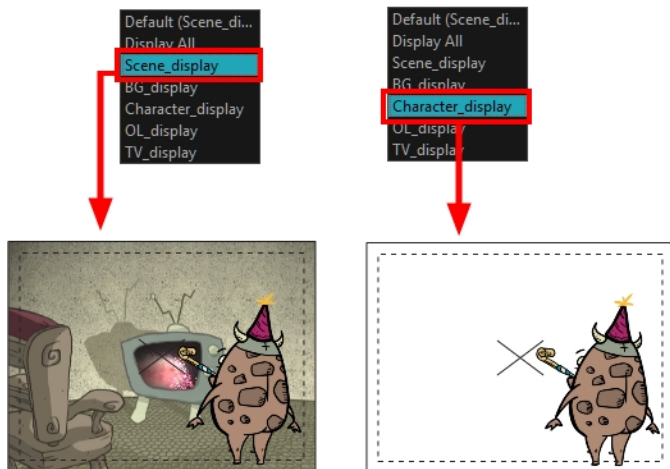 Default (Scene_di...
Display All
Scene_display
BG_display
Character_display
OL_display
TV_display
Default (Scene_di...
Display All
Scene_display
BG_display
Character_display
OL_display
TV_display